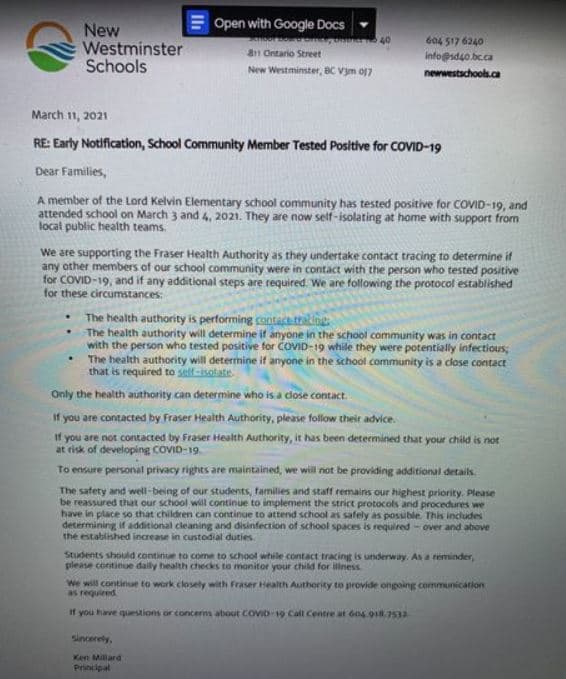 New
Westminster
Schools
Open with Google Docs
40
811 Ontario Street
New Westminster, BC V3m 0J7
604 517 6240
info@sd40.bc.ca
newwestschools.ca
March 11, 2021
RE: Early Notification, School Community Member Tested Positive for COVID-19
Dear Families,
A member of the Lord Kelvin Elementary school community has tested positive for COVID-19, and
attended school on March 3 and 4, 2021. They are now self-isolating at home with support from
local public health teams.
We are supporting the Fraser Health Authority as they undertake contact tracing to determine if
any other members of our school community were in contact with the person who tested positive
for COVID-19, and if any additional steps are required. We are following the protocol established
for these circumstances:
• The health authority is performing contact tracing;
• The health authority will determine if anyone in the school community was in contact
with the person who tested positive for COVID-19 while they were potentially infectious;
• The health authority will determine if anyone in the school community is a close contact
that is required to self-isolate.
Only the health authority can determine who is a close contact.
If you are contacted by Fraser Health Authority, please follow their advice.
If you are not contacted by Fraser Health Authority, it has been determined that your child is not
at risk of developing COVID-19.
To ensure personal privacy rights are maintained, we will not be providing additional details.
The safety and well-being of our students, families and staff remains our highest priority. Please
be reassured that our school will continue to implement the strict protocols and procedures we
have in place so that children can continue to attend school as safely as possible. This includes
determining if additional cleaning and disinfection of school spaces is required – over and above
the established increase in custodial duties.
Students should continue to come to school while contact tracing is underway. As a reminder,
please continue daily health checks to monitor your child for illness.
We will continue to work closely with Fraser Health Authority to provide ongoing communication
as required.
If you have questions or concerns about COVID-19 Call Centre at 604.918.7532
Sincerely,
Ken Millard
Principal